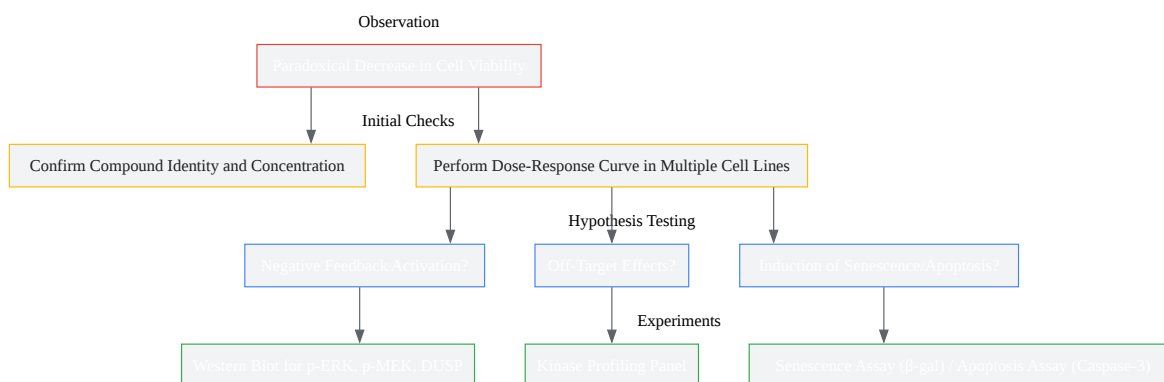 Observation
Paradoxical Decrease in Cell Viability
Initial Checks
Confirm Compound Identity and Concentration
Perform Dose-Response Curve in Multiple Cell Lines
Hypothesis Testing
Negative Feedback Activation?
Off-Target Effects?
Induction of Senescence/Apoptosis?
Experiments
Western Blot for p-ERK, p-MEK, DUSP
Kinase Profiling Panel
Senescence Assay (β-gal) / Apoptosis Assay (Caspase-3)